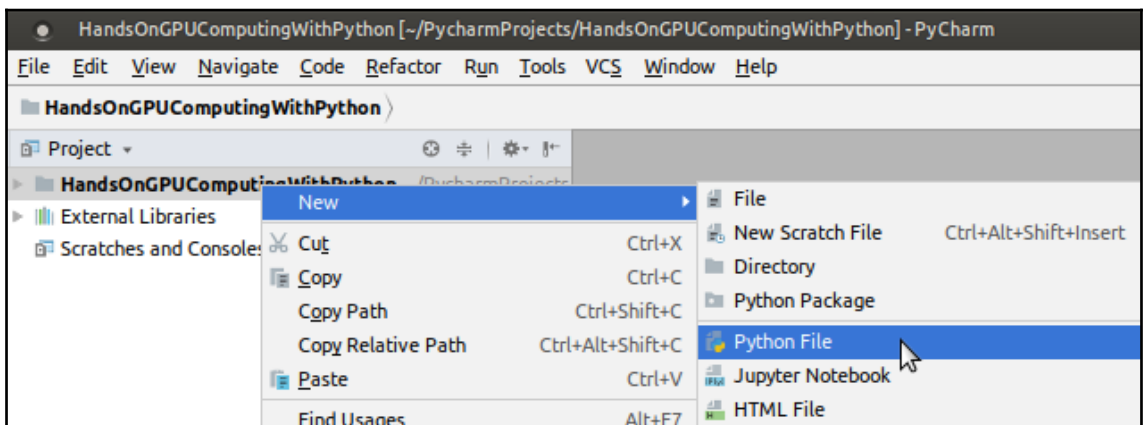 HandsOnGPUComputingWithPython [~/PycharmProjects/HandsOnGPUComputingWithPython] - PyCharm
File Edit View Navigate Code Refactor Run Tools VCS Window Help
HandsOnGPUComputingWithPython
Project
HandsOnGPUComputingWithPython ~/PycharmProjects
External Libraries
Scratches and Consoles
New
Cut Ctrl+X
Copy Ctrl+C
Copy Path Ctrl+Shift+C
Copy Relative Path Ctrl+Alt+Shift+C
Paste Ctrl+V
Find Usages Alt+F7
File
New Scratch File Ctrl+Alt+Shift+Insert
Directory
Python Package
Python File
Jupyter Notebook
HTML File